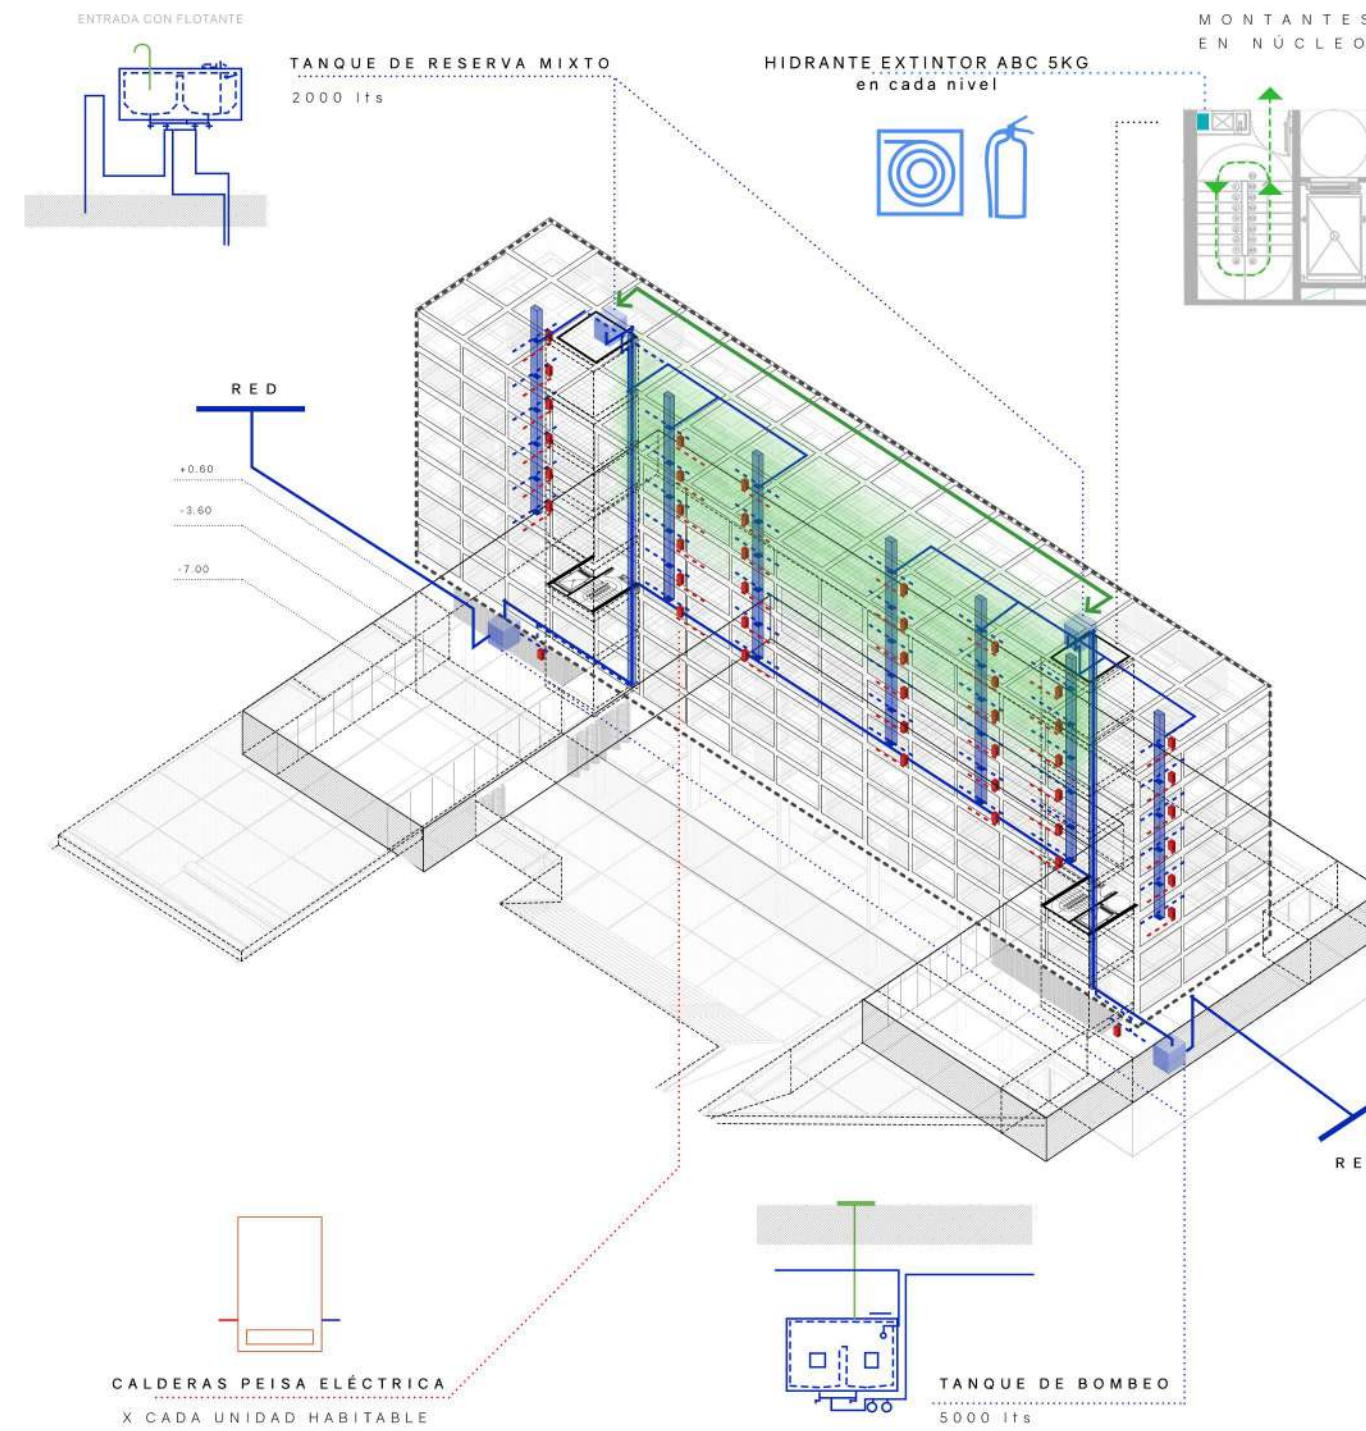 ENTRADA CON FLOTANTE
TANQUE DE RESERVA MIXTO
2000 lts
HIDRANTE EXTINTOR ABC 5KG
en cada nivel
MONTANTES
EN NÚCLEO
RED
+0.60
-3.60
-7.00
RE
CALDERAS PEISA ELÉCTRICA
X CADA UNIDAD HABITABLE
TANQUE DE BOMBEO
5000 lts